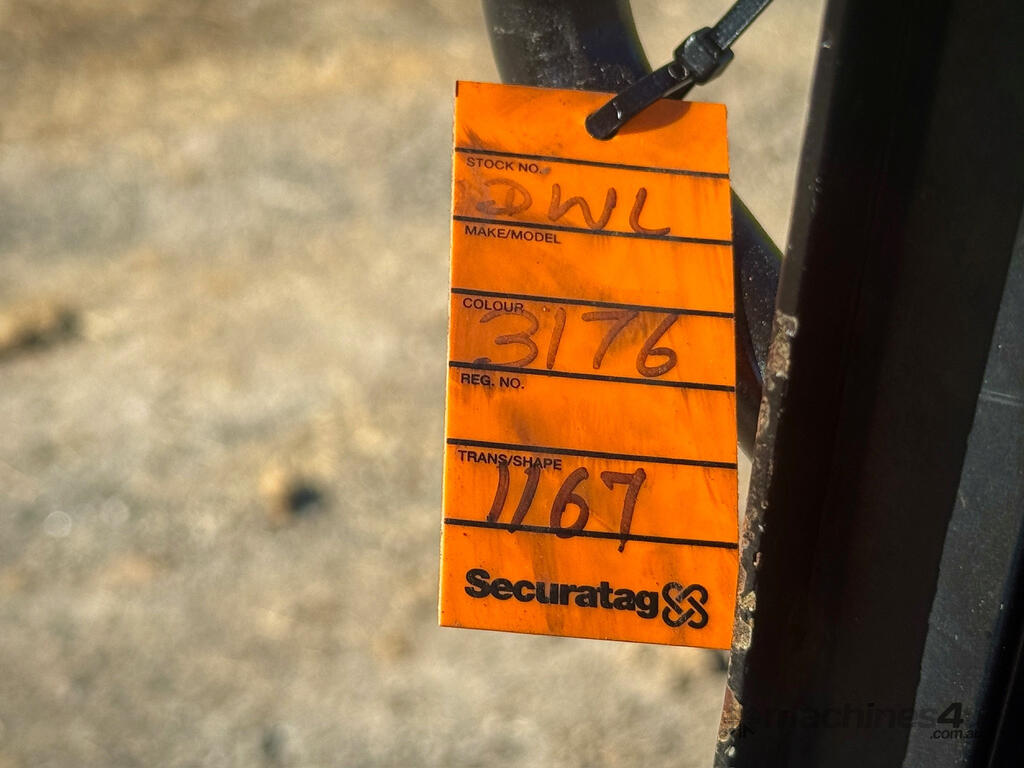 STOCK NO.
DWL
MAKE/MODEL
COLOUR
3176
REG. NO.
TRANS/SHAPE
1167
Securatag
machines4
.com.au